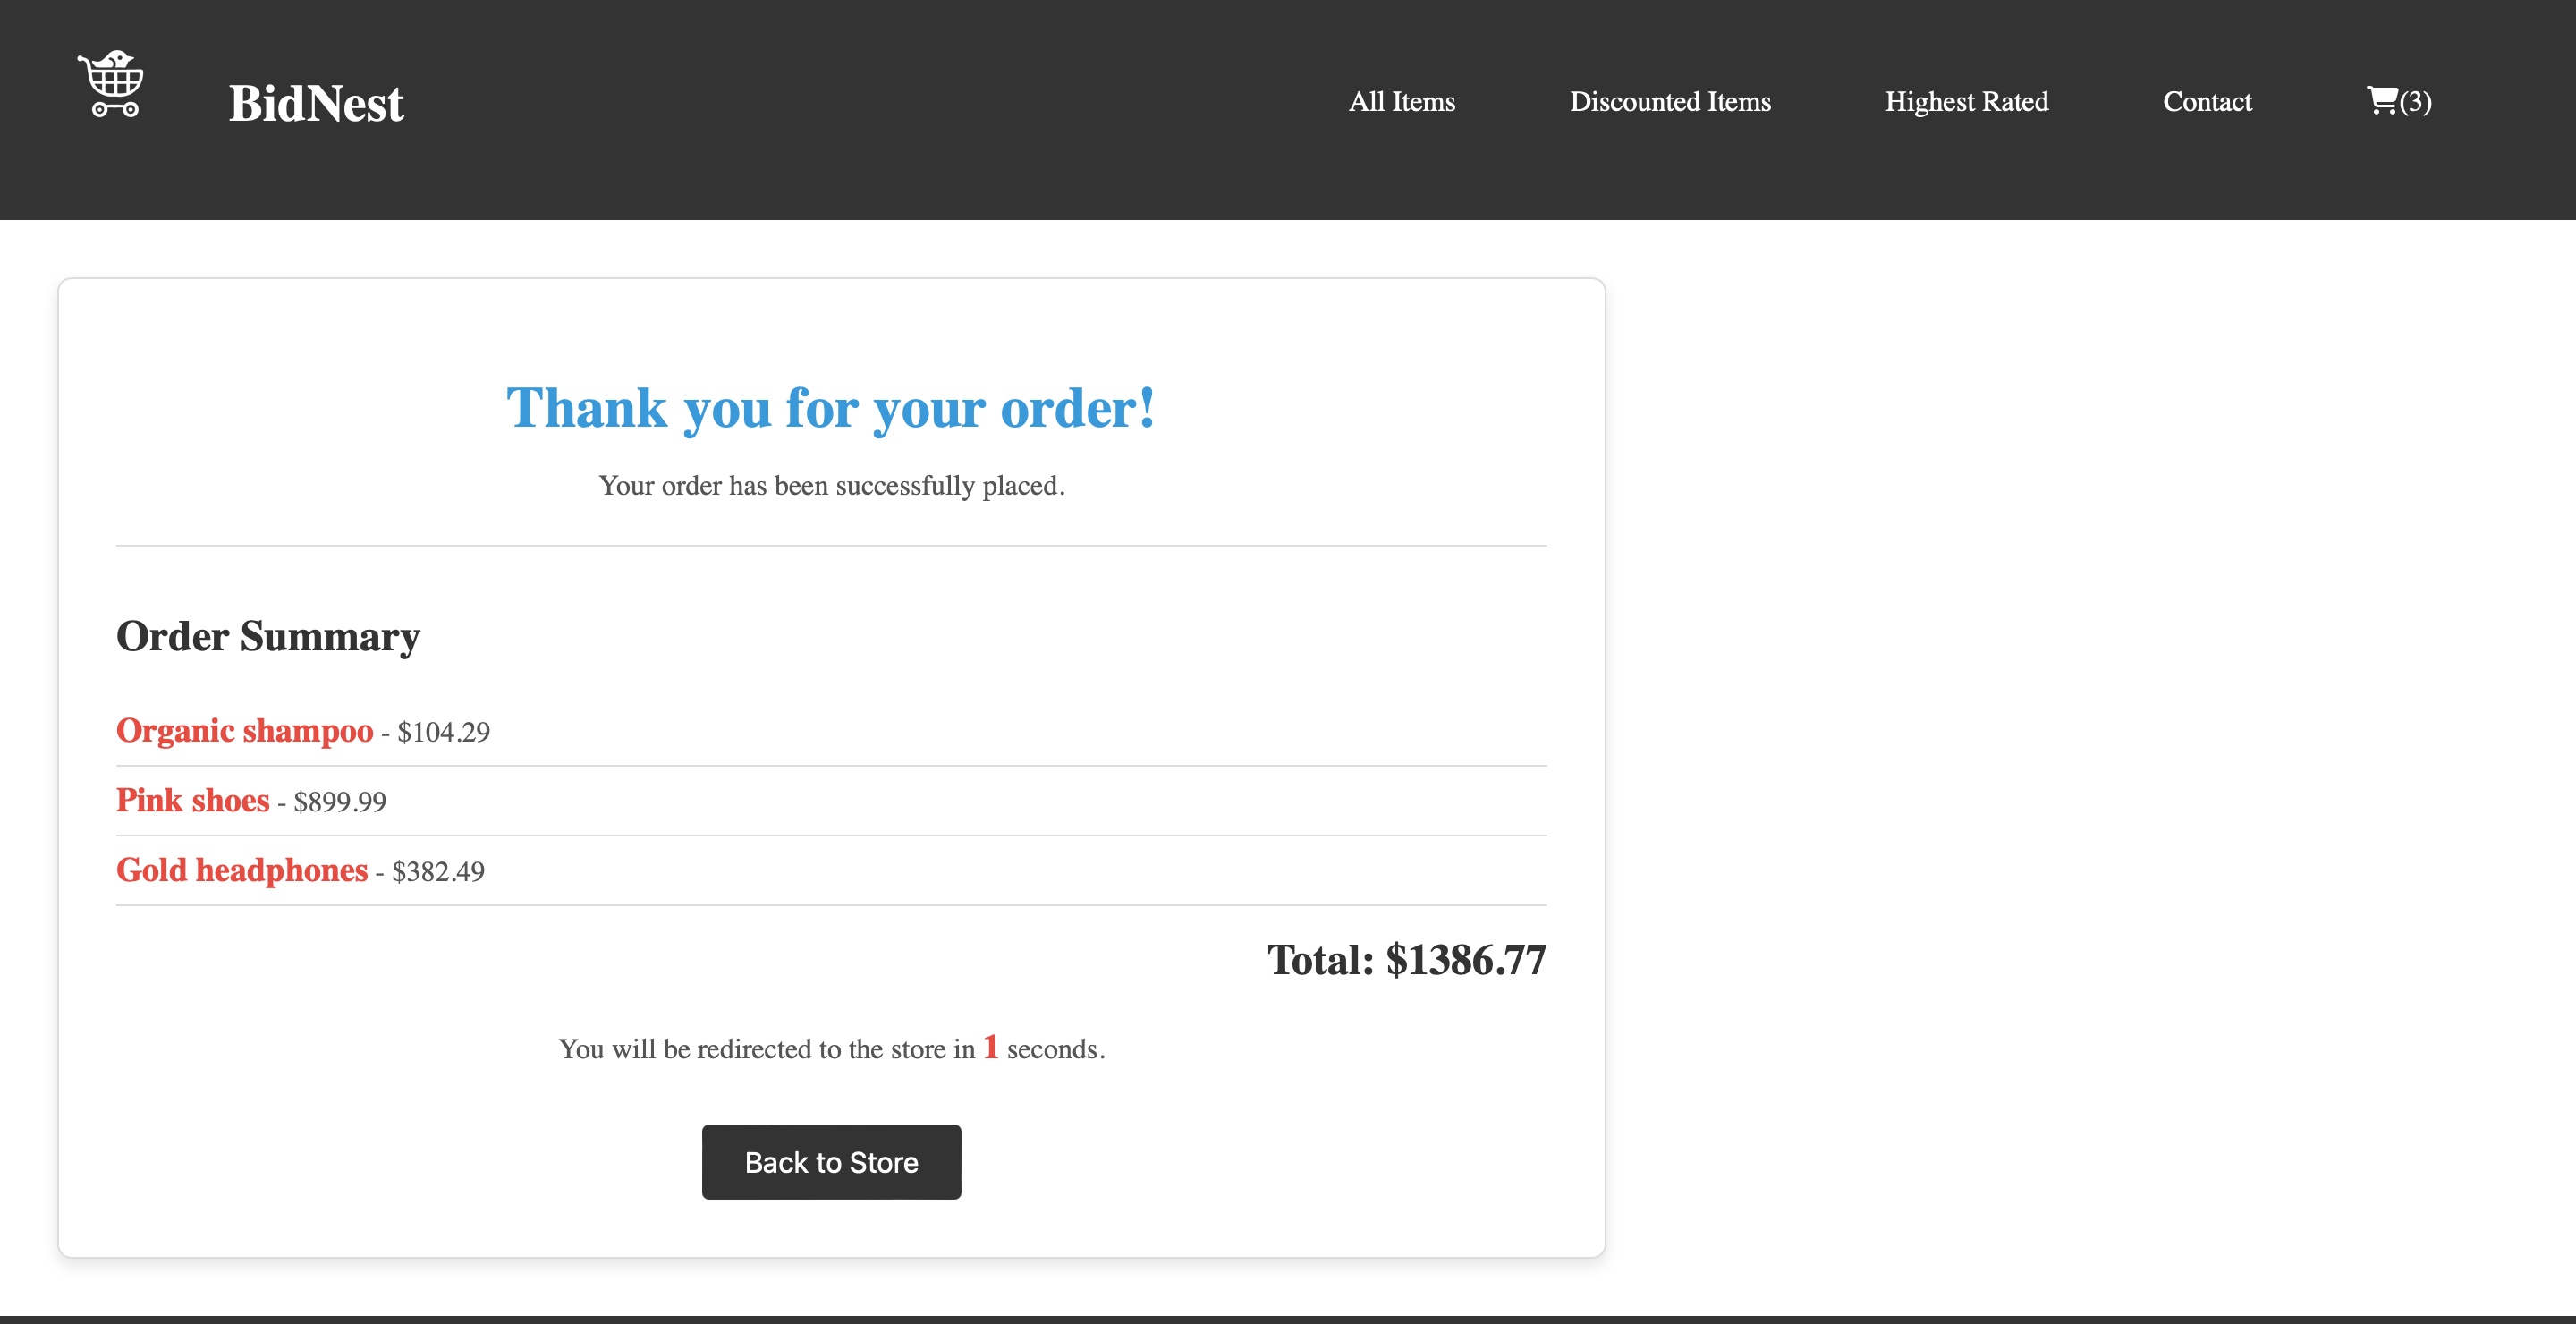 BidNest
All Items
Discounted Items
Highest Rated
Contact
(3)
Thank you for your order!
Your order has been successfully placed.
Order Summary
Organic shampoo - $104.29
Pink shoes - $899.99
Gold headphones - $382.49
Total: $1386.77
You will be redirected to the store in 1 seconds.
Back to Store